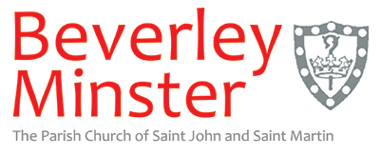 Beverley
Minster
The Parish Church of Saint John and Saint Martin